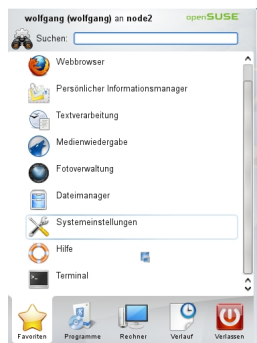 wolfgang (wolfgang) an node2 openSUSE
Suchen:
Webbrowser
Persönlicher Informationsmanager
Textverarbeitung
Medienwiedergabe
Fotoverwaltung
Dateimanager
Systemeinstellungen
Hilfe
Terminal
Favoriten Programme Rechner Verlauf Verlassen